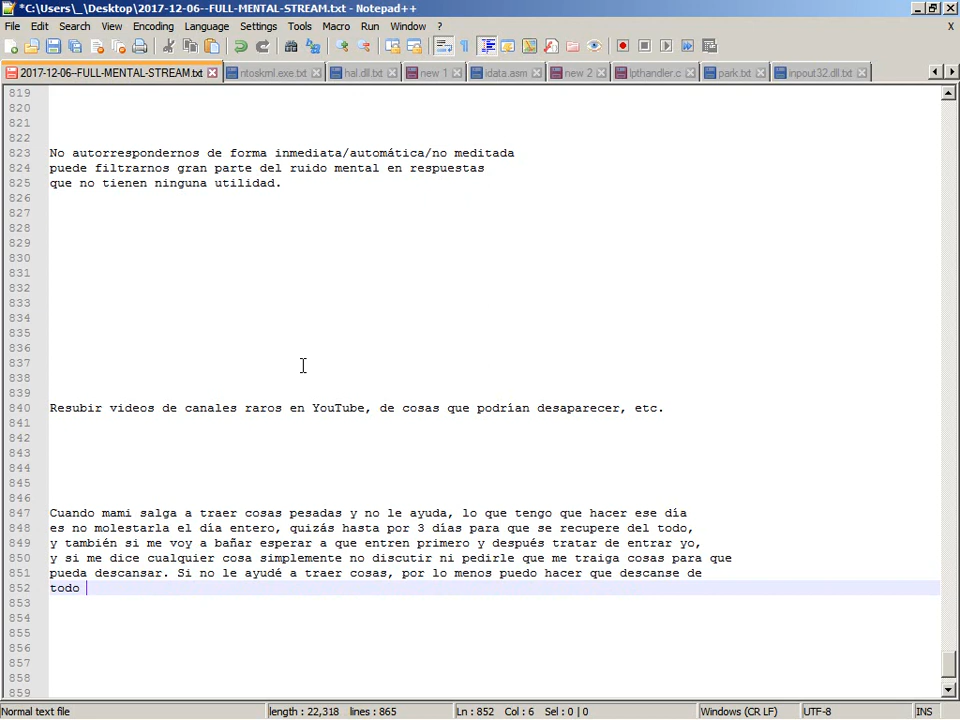 *C:\Users\_\Desktop\2017-12-06--FULL-MENTAL-STREAM.txt - Notepad++
File Edit Search View Encoding Language Settings Tools Macro Run Window ? X
2017-12-06--FULL-MENTAL-STREAM.txt ntoskrnl.exe.txt hal.dll.txt new 1 idata.asm new 2 lpthandler.c park.txt inpout32.dll.txt
819
820
821
822
823 No autorrespondernos de forma inmediata/automática/no meditada
824 puede filtrarnos gran parte del ruido mental en respuestas
825 que no tienen ninguna utilidad.
826
827
828
829
830
831
832
833
834
835
836
837
838
839
840 Resubir videos de canales raros en YouTube, de cosas que podrían desaparecer, etc.
841
842
843
844
845
846
847 Cuando mami salga a traer cosas pesadas y no le ayuda, lo que tengo que hacer ese día
848 es no molestarla el día entero, quizás hasta por 3 días para que se recupere del todo,
849 y también si me voy a bañar esperar a que entren primero y después tratar de entrar yo,
850 y si me dice cualquier cosa simplemente no discutir ni pedirle que me traiga cosas para que
851 pueda descansar. Si no le ayudé a traer cosas, por lo menos puedo hacer que descanse de
852 todo
853
854
855
856
857
858
859
Normal text file length : 22,318 lines : 865 Ln : 852 Col : 6 Sel : 0 | 0 Windows (CR LF) UTF-8 INS